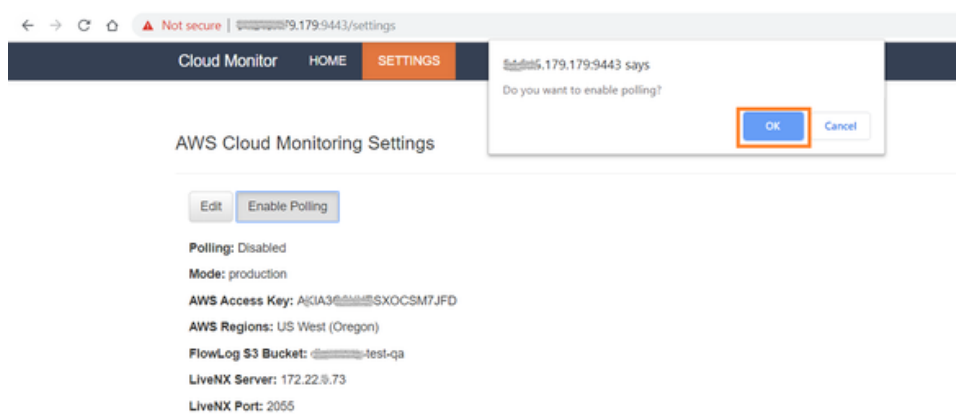 Not secure | 9.179:9443/settings
Cloud Monitor HOME SETTINGS
.179.179:9443 says
Do you want to enable polling?
OK Cancel
AWS Cloud Monitoring Settings
Edit Enable Polling
Polling: Disabled
Mode: production
AWS Access Key: SXOCSM7JFD
AWS Regions: US West (Oregon)
FlowLog S3 Bucket: -test-qa
LiveNX Server: 172.22. .73
LiveNX Port: 2055